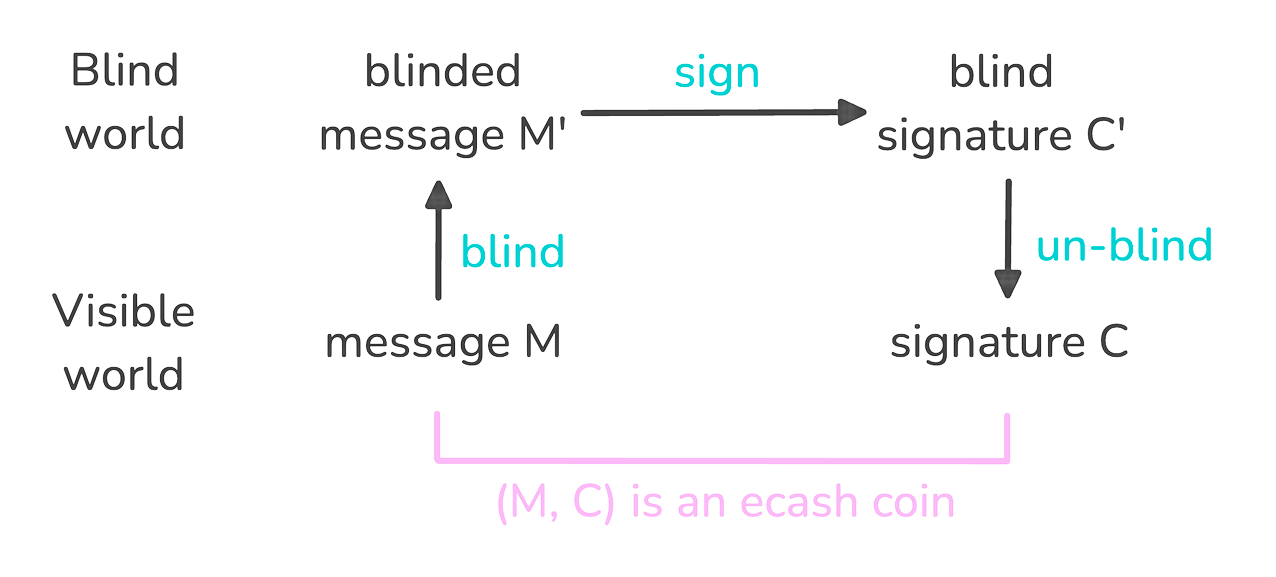 Blind
world
blinded
message M'
sign
blind
signature C'
blind
un-blind
Visible
world
message M
signature C
(M, C) is an ecash coin